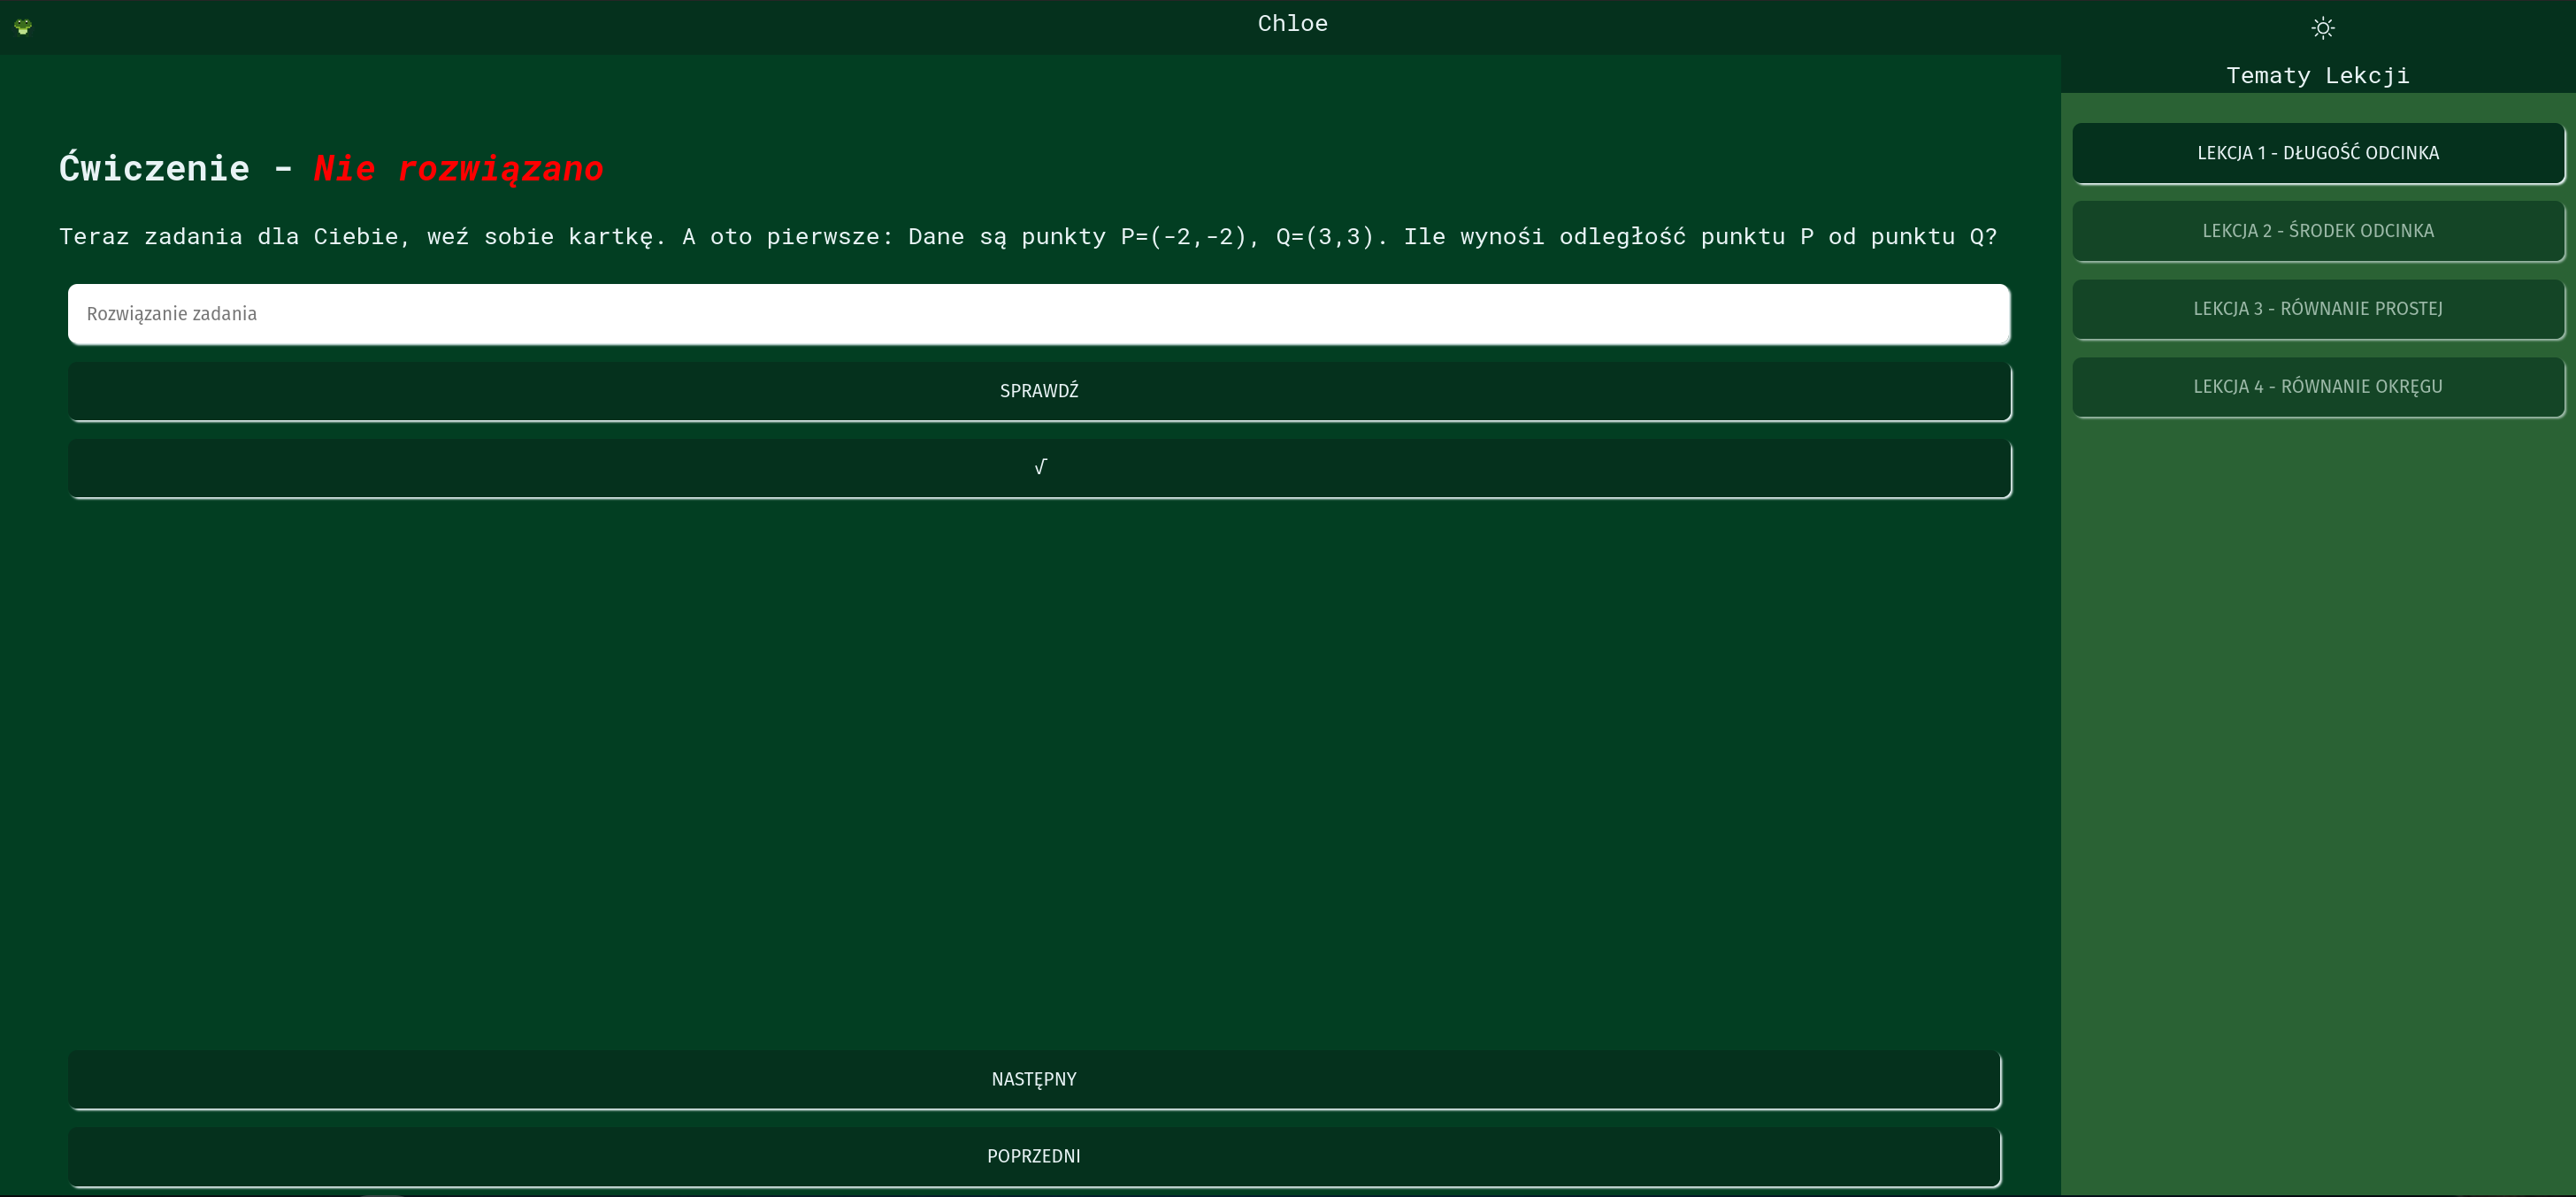 Chloe
Tematy Lekcji
Ćwiczenie - Nie rozwiązano
Teraz zadania dla Ciebie, weź sobie kartkę. A oto pierwsze: Dane są punkty P=(-2,-2), Q=(3,3). Ile wynośi odległość punktu P od punktu Q?
Rozwiązanie zadania
SPRAWDŹ
√
NASTĘPNY
POPRZEDNI
LEKCJA 1 - DŁUGOŚĆ ODCINKA
LEKCJA 2 - ŚRODEK ODCINKA
LEKCJA 3 - RÓWNANIE PROSTEJ
LEKCJA 4 - RÓWNANIE OKRĘGU